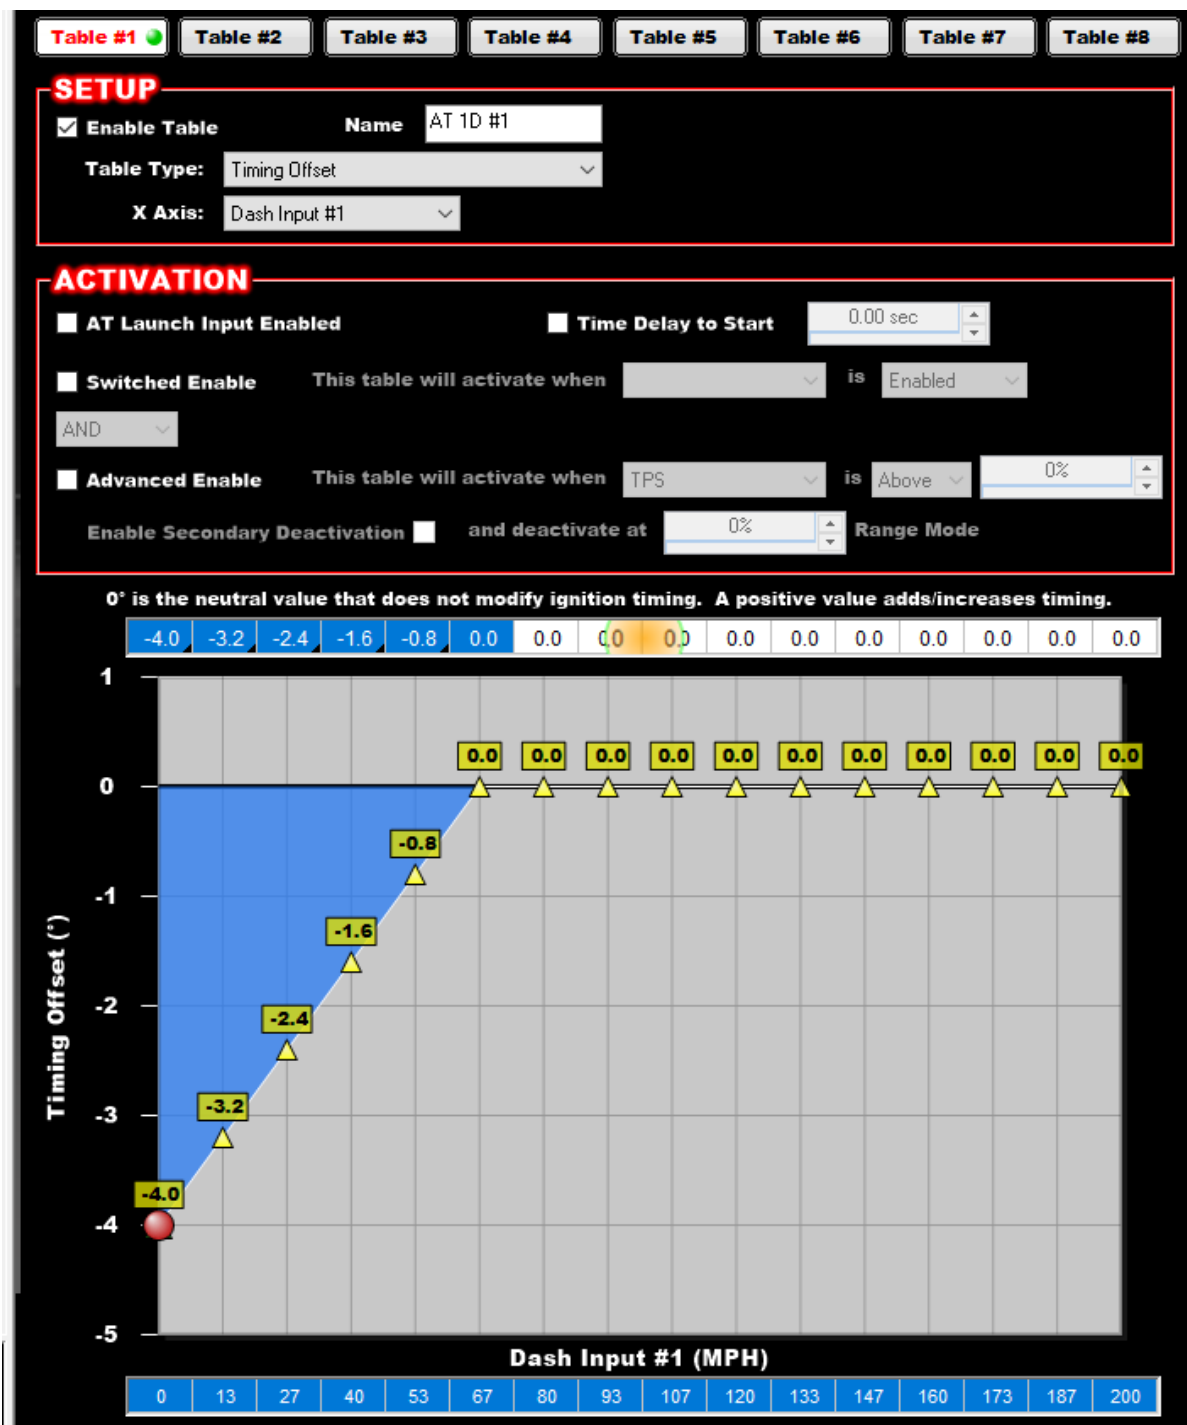 Table #1 Table #2 Table #3 Table #4 Table #5 Table #6 Table #7 Table #8
SETUP
Enable Table Name AT 1D #1
Table Type: Timing Offset
X Axis: Dash Input #1
ACTIVATION
AT Launch Input Enabled Time Delay to Start 0.00 sec
Switched Enable This table will activate when is Enabled
AND
Advanced Enable This table will activate when TPS is Above 0%
Enable Secondary Deactivation and deactivate at 0% Range Mode
0° is the neutral value that does not modify ignition timing. A positive value adds/increases timing.
-4.0 -3.2 -2.4 -1.6 -0.8 0.0 0.0 0.0 0.0 0.0 0.0 0.0 0.0 0.0 0.0 0.0
1
0.0 0.0 0.0 0.0 0.0 0.0 0.0 0.0 0.0 0.0 0.0
0
-0.8
-1
-1.6
-2
-2.4
-3
-3.2
-4.0
-4
-5
Timing Offset (°)
Dash Input #1 (MPH)
0 13 27 40 53 67 80 93 107 120 133 147 160 173 187 200